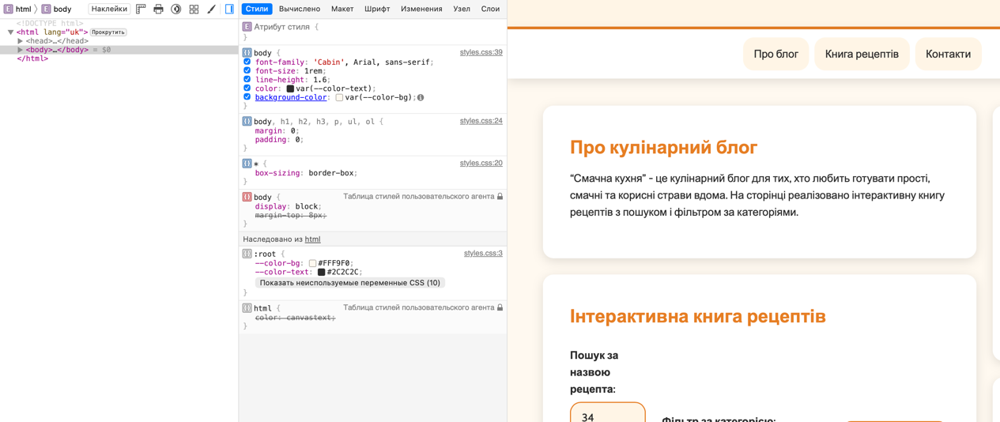 E html 〉 E body Наклейки
<!DOCTYPE html>
<html lang="uk"> Прокрутить
<head>…</head>
<body>…</body> = $0
</html>
Стили Вычислено Макет Шрифт Изменения Узел Слои
E Атрибут стиля {
}
{} body styles.css:39
font-family: 'Cabin', Arial, sans-serif;
font-size: 1rem;
line-height: 1.6;
color: var(--color-text);
background-color: var(--color-bg);
}
{} body, h1, h2, h3, p, ul, ol { styles.css:24
margin: 0;
padding: 0;
}
{} * { styles.css:20
box-sizing: border-box;
}
{} body Таблица стилей пользовательского агента
display: block;
margin-top: 8px;
}
Наследовано из html
{} :root { styles.css:3
--color-bg: #FFF9F0;
--color-text: #2C2C2C;
Показать неиспользуемые переменные CSS (10)
}
{} html { Таблица стилей пользовательского агента
color: canvastext;
}
Про блог Книга рецептів Контакти
Про кулінарний блог
“Смачна кухня” - це кулінарний блог для тих, хто любить готувати прості,
смачні та корисні страви вдома. На сторінці реалізовано інтерактивну книгу
рецептів з пошуком і фільтром за категоріями.
Інтерактивна книга рецептів
Пошук за
назвою
рецепта:
34
Фільтр за категорією: